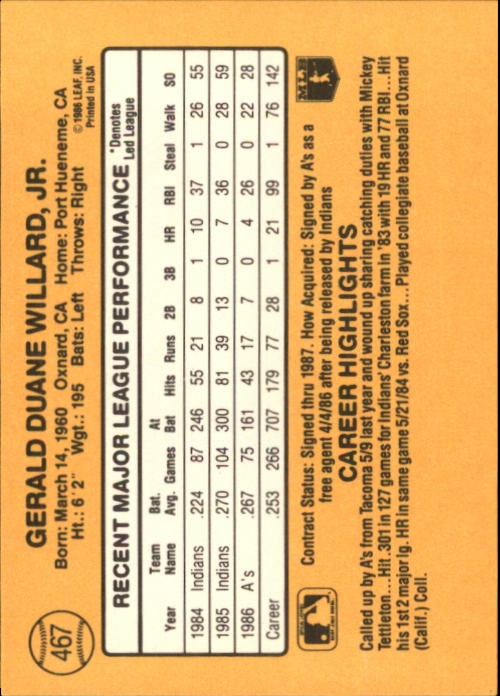 467
GERALD DUANE WILLARD, JR.
Born: March 14, 1960 Oxnard, CA Home: Port Hueneme, CA
Ht.: 6' 2" Wgt.: 195 Bats: Left Throws: Right
© 1986 LEAF, INC.
Printed in USA
RECENT MAJOR LEAGUE PERFORMANCE
*Denotes
Led League
Year Team Name Bat. Avg. Games At Bat Hits Runs 2B 3B HR RBI Steal Walk SO
1984 Indians .224 87 246 55 21 8 1 10 37 1 26 55
1985 Indians .270 104 300 81 39 13 0 7 36 0 28 59
1986 A's .267 75 161 43 17 7 0 4 26 0 22 28
Career .253 266 707 179 77 28 1 21 99 1 76 142
MLB
Contract Status: Signed thru 1987. How Acquired: Signed by A's as a
free agent 4/4/86 after being released by Indians
CAREER HIGHLIGHTS
Called up by A's from Tacoma 5/9 last year and wound up sharing catching duties with Mickey
Tettleton...Hit .301 in 127 games for Indians' Charleston farm in '83 with 19 HR and 77 RBI...Hit
his 1st 2 major lg. HR in same game 5/21/84 vs. Red Sox...Played collegiate baseball at Oxnard
(Calif.) Coll.